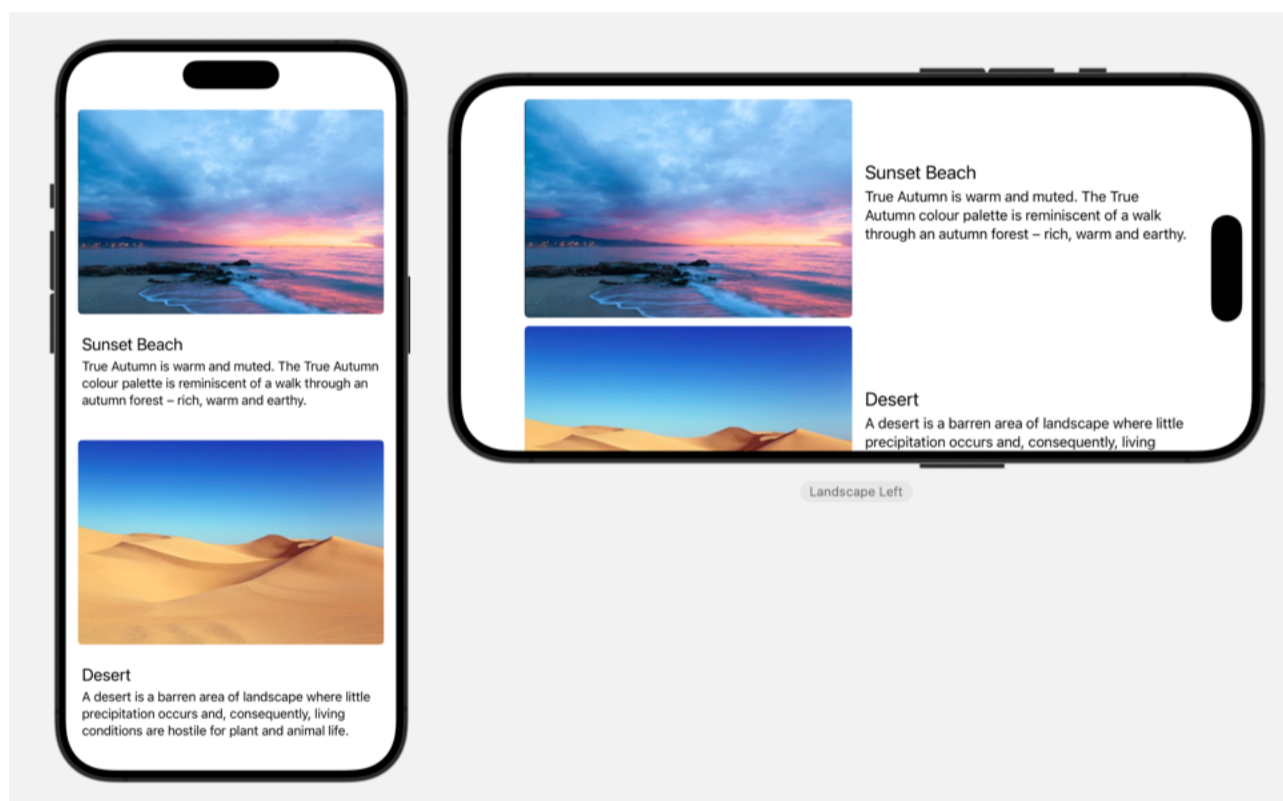 Sunset Beach
True Autumn is warm and muted. The True Autumn
colour palette is reminiscent of a walk through an
autumn forest – rich, warm and earthy.
Desert
A desert is a barren area of landscape where little
precipitation occurs and, consequently, living
conditions are hostile for plant and animal life.
Sunset Beach
True Autumn is warm and muted. The True
Autumn colour palette is reminiscent of a walk
through an autumn forest – rich, warm and earthy.
Desert
A desert is a barren area of landscape where little
precipitation occurs and, consequently, living
Landscape Left